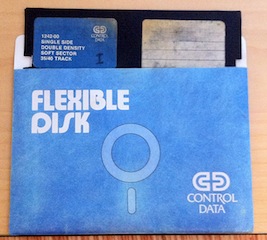 1242-00
SINGLE SIDE
DOUBLE DENSITY
SOFT SECTOR
35/40 TRACK
CONTROL
DATA
I
FLEXIBLE
DISK
CONTROL
DATA